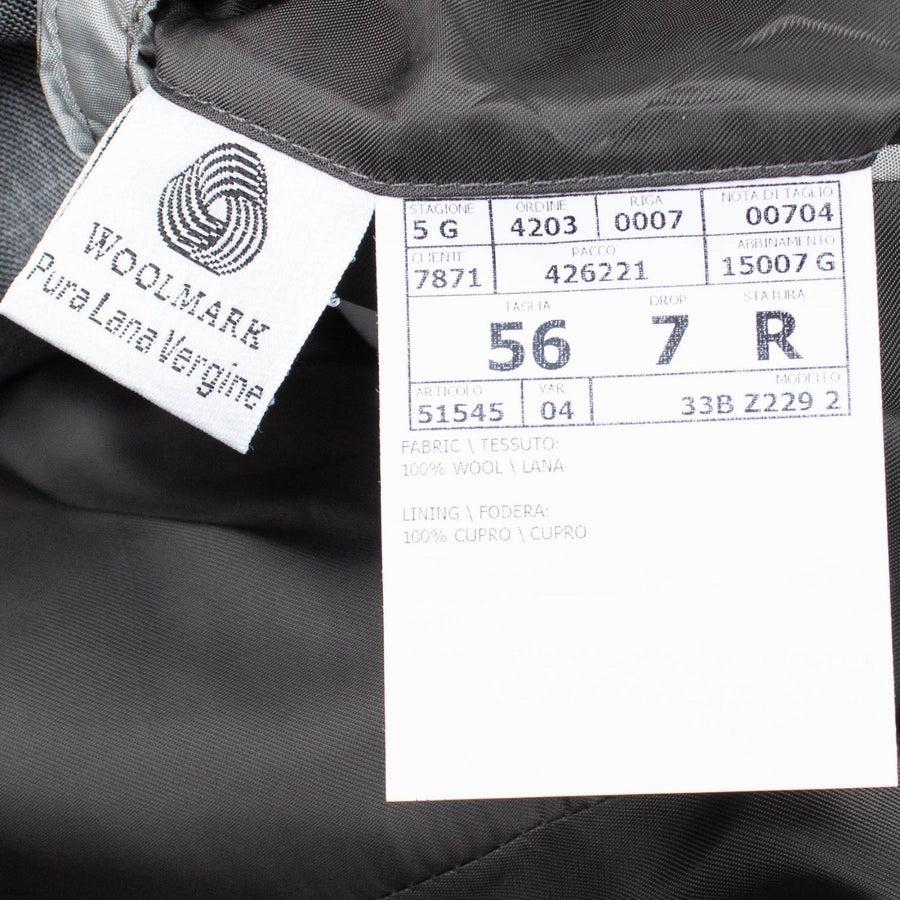 WOOLMARK
Pura Lana Vergine
STAGIONE ORDINE RIGA NOTA DI TAGLIO
5 G 4203 0007 00704
CLIENTE PACCO ABBINAMENTO
7871 426221 15007 G
TAGLIA DROP STATURA
56 7 R
ARTICOLO VAR MODELLO
51545 04 33B Z229 2
FABRIC \ TESSUTO:
100% WOOL \ LANA
LINING \ FODERA:
100% CUPRO \ CUPRO